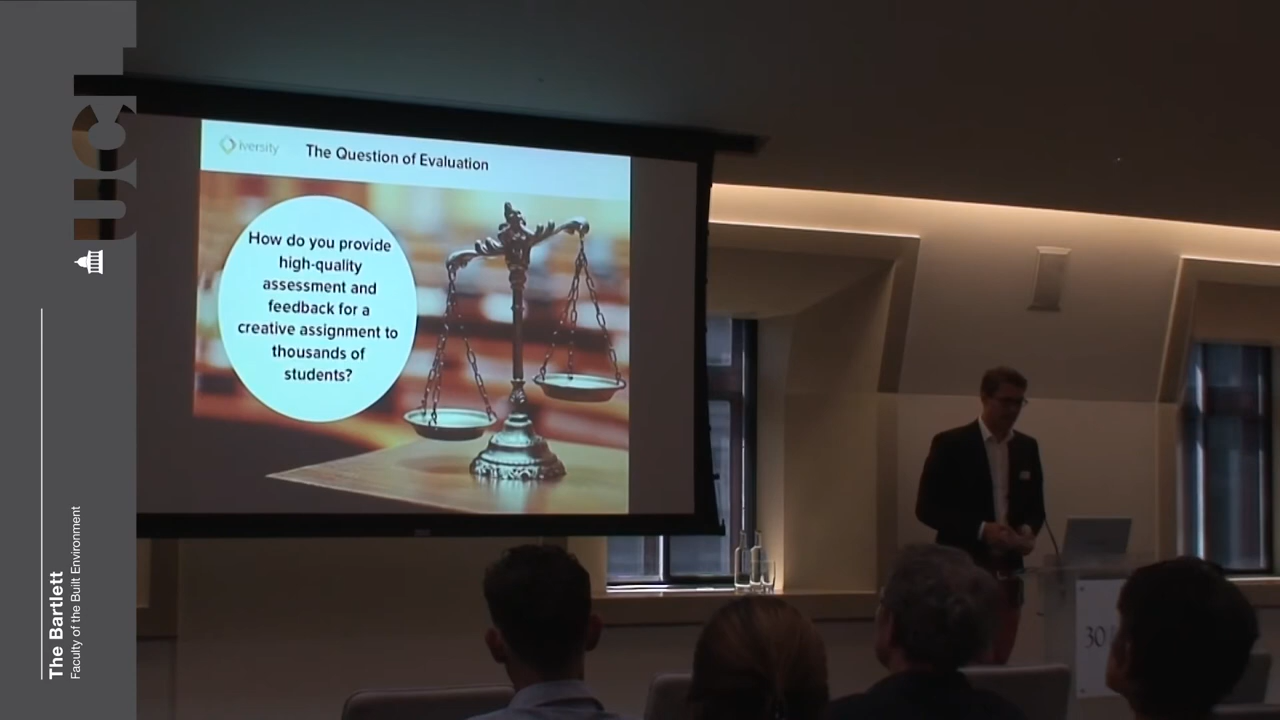 UCL
The Bartlett
Faculty of the Built Environment
iversity
The Question of Evaluation
How do you provide
high-quality
assessment and
feedback for a
creative assignment to
thousands of
students?
30